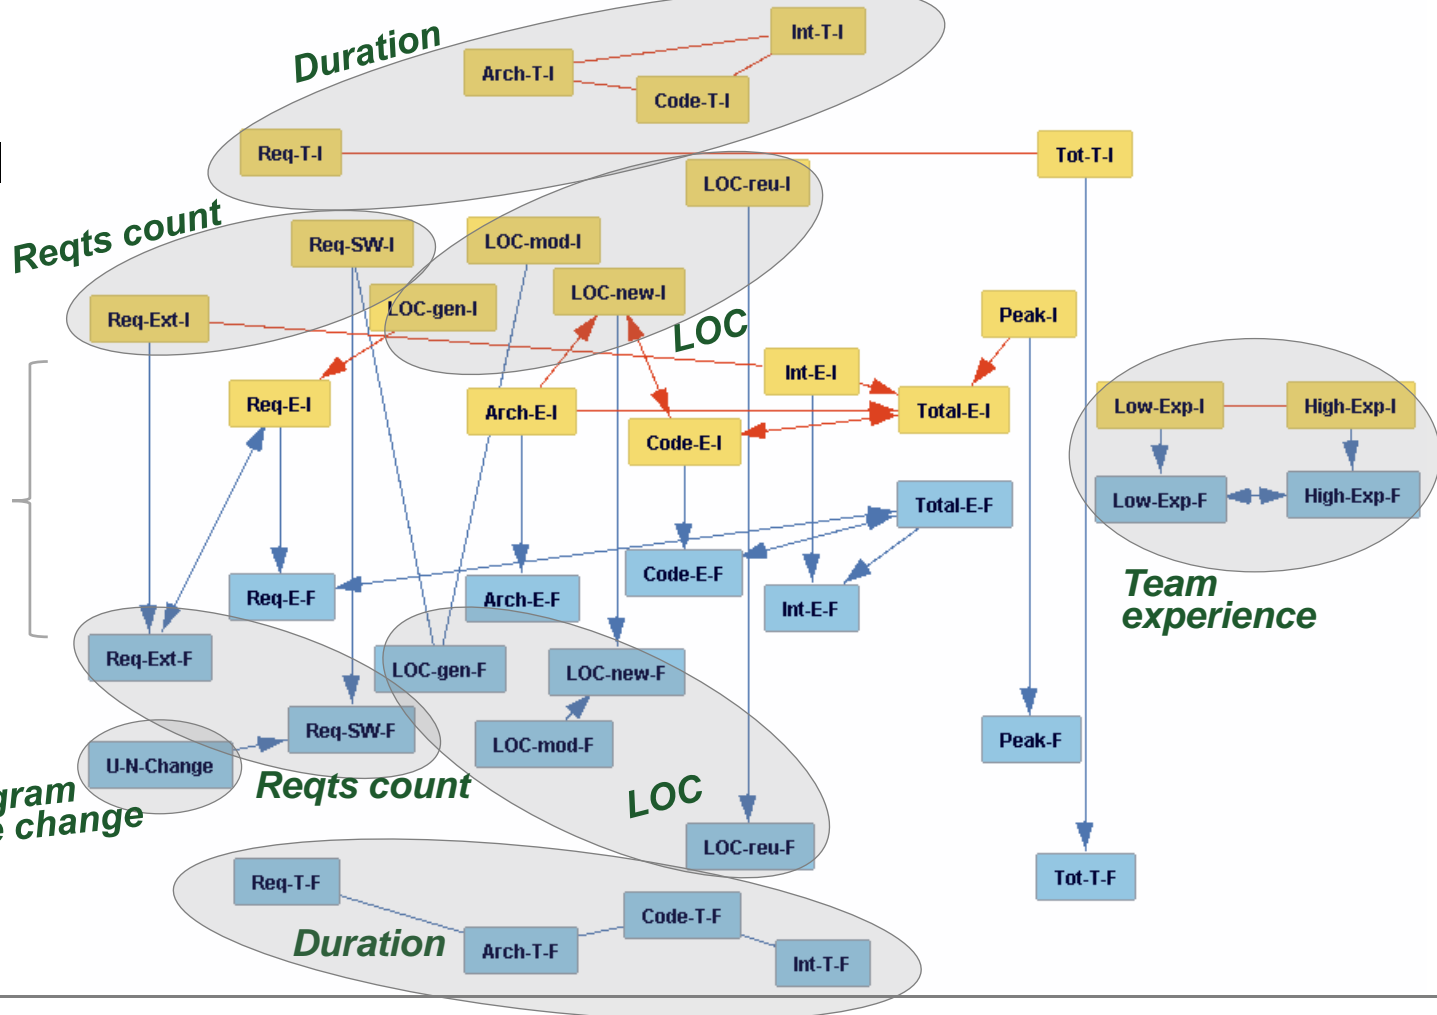 Duration
Int-T-I
Arch-T-I
Code-T-I
Req-T-I
Tot-T-I
LOC-reu-I
Reqts count
Req-SW-I
LOC-mod-I
LOC-new-I
LOC-gen-I
Req-Ext-I
Peak-I
LOC
Int-E-I
Req-E-I
Arch-E-I
Total-E-I
Low-Exp-I
High-Exp-I
Code-E-I
Low-Exp-F
High-Exp-F
Total-E-F
Code-E-F
Team
experience
Req-E-F
Arch-E-F
Int-E-F
Req-Ext-F
LOC-gen-F
LOC-new-F
Req-SW-F
LOC-mod-F
Peak-F
U-N-Change
Reqts count
gram
change
LOC
LOC-reu-F
Tot-T-F
Req-T-F
Code-T-F
Duration
Arch-T-F
Int-T-F